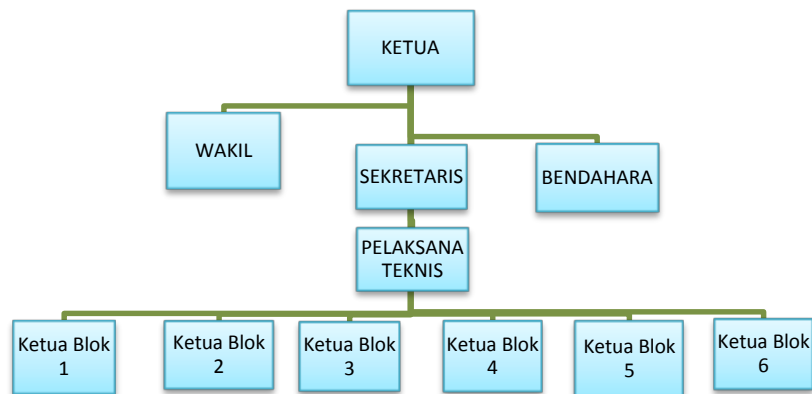 KETUA
WAKIL
SEKRETARIS
BENDAHARA
PELAKSANA
TEKNIS
Ketua Blok
1
Ketua Blok
2
Ketua Blok
3
Ketua Blok
4
Ketua Blok
5
Ketua Blok
6